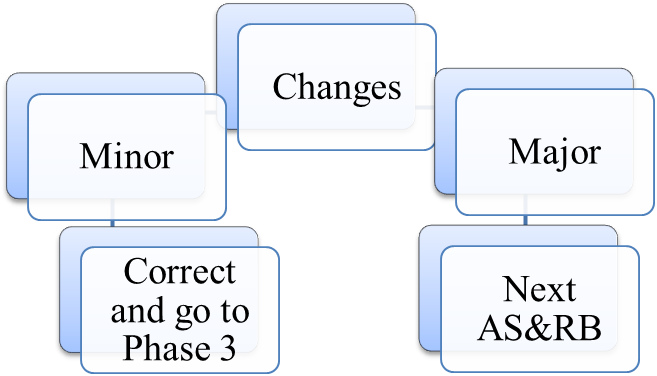 Changes
Minor
Major
Correct
and go to
Phase 3
Next
AS&RB